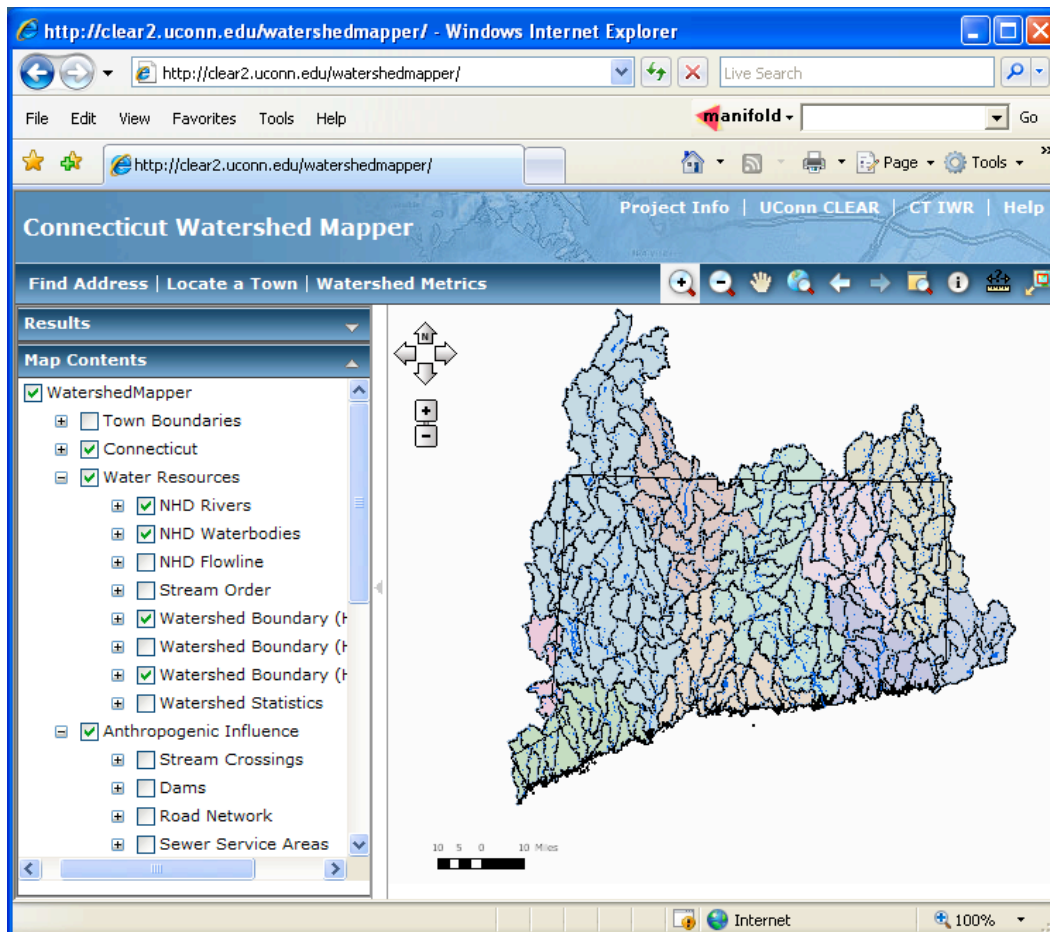 http://clear2.uconn.edu/watershedmapper/ - Windows Internet Explorer
http://clear2.uconn.edu/watershedmapper/
Live Search
File Edit View Favorites Tools Help
manifold
Go
http://clear2.uconn.edu/watershedmapper/
Page Tools
Project Info | UConn CLEAR | CT IWR | Help
Connecticut Watershed Mapper
Find Address | Locate a Town | Watershed Metrics
Results
Map Contents
WatershedMapper
Town Boundaries
Connecticut
Water Resources
NHD Rivers
NHD Waterbodies
NHD Flowline
Stream Order
Watershed Boundary (H
Watershed Boundary (H
Watershed Boundary (H
Watershed Statistics
Anthropogenic Influence
Stream Crossings
Dams
Road Network
Sewer Service Areas
N
10 5 0 10 Miles
Internet
100%